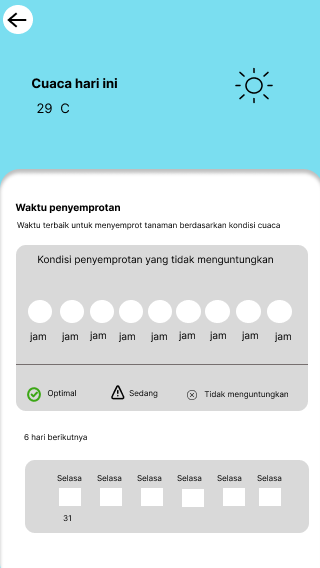 Cuaca hari ini
29 C
Waktu penyemprotan
Waktu terbaik untuk menyemprot tanaman berdasarkan kondisi cuaca
Kondisi penyemprotan yang tidak menguntungkan
jam jam jam jam jam jam jam jam jam
Optimal Sedang Tidak menguntungkan
6 hari berikutnya
Selasa Selasa Selasa Selasa Selasa Selasa
31